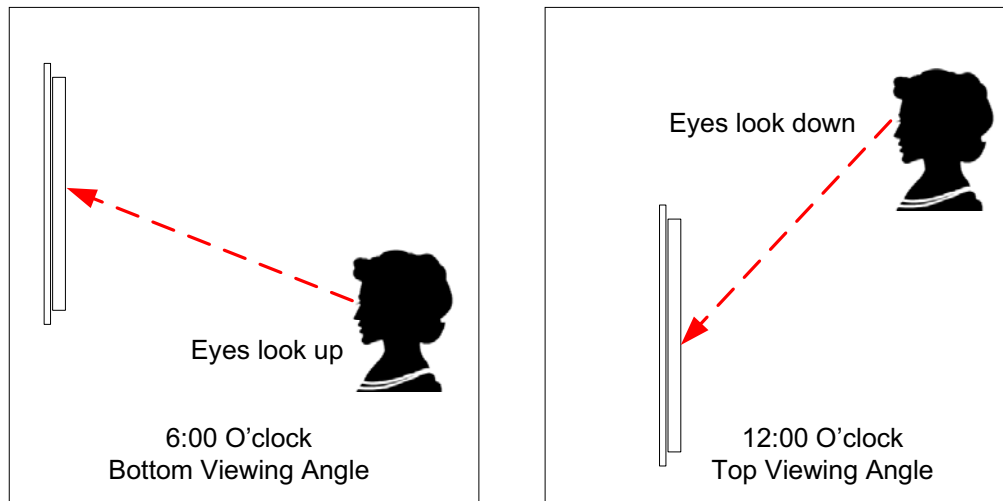 Eyes look up
6:00 O’clock
Bottom Viewing Angle
Eyes look down
12:00 O’clock
Top Viewing Angle